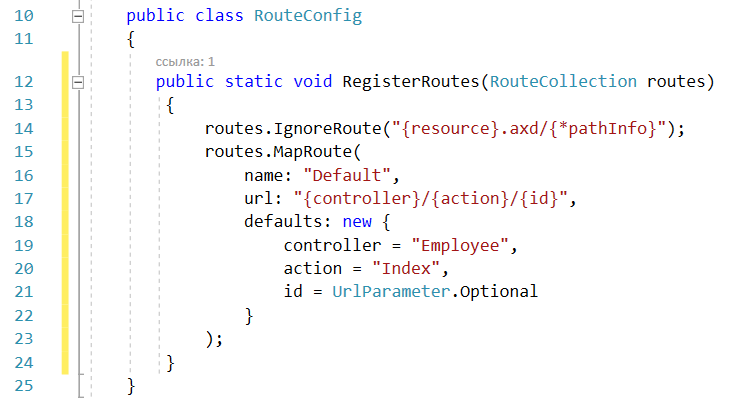 10 public class RouteConfig
11 {
ссылка: 1
12 public static void RegisterRoutes(RouteCollection routes)
13 {
14 routes.IgnoreRoute("{resource}.axd/{*pathInfo}");
15 routes.MapRoute(
16 name: "Default",
17 url: "{controller}/{action}/{id}",
18 defaults: new {
19 controller = "Employee",
20 action = "Index",
21 id = UrlParameter.Optional
22 }
23 );
24 }
25 }